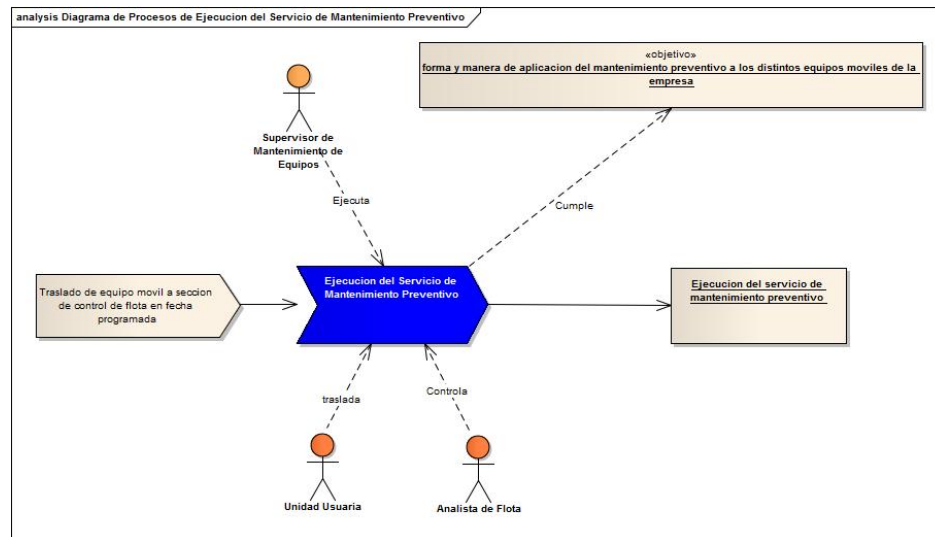 analysis Diagrama de Procesos de Ejecucion del Servicio de Mantenimiento Preventivo
«objetivo»
forma y manera de aplicacion del mantenimiento preventivo a los distintos equipos moviles de la
empresa
Supervisor de
Mantenimiento de
Equipos
Ejecuta
Cumple
Traslado de equipo movil a seccion
de control de flota en fecha
programada
Ejecucion del Servicio de
Mantenimiento Preventivo
Ejecucion del servicio de
mantenimiento preventivo
traslada
Controla
Unidad Usuaria
Analista de Flota